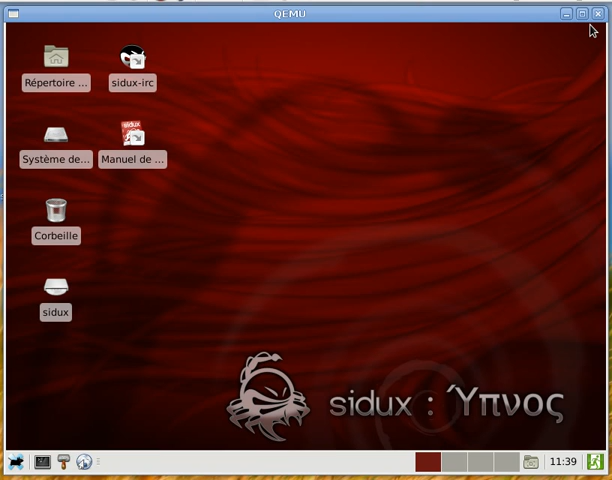 QEMU
Répertoire ...
sidux-irc
Système de...
Manuel de ...
Corbeille
sidux
sidux : Ύπνος
11:39